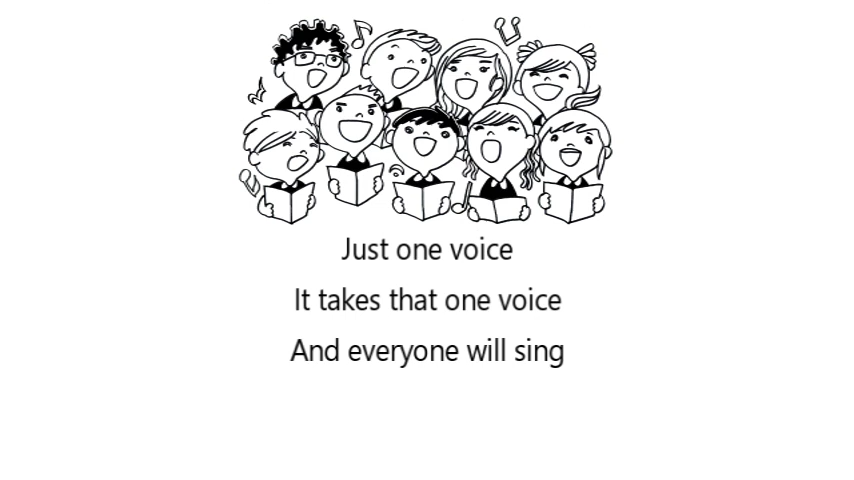 Just one voice
It takes that one voice
And everyone will sing